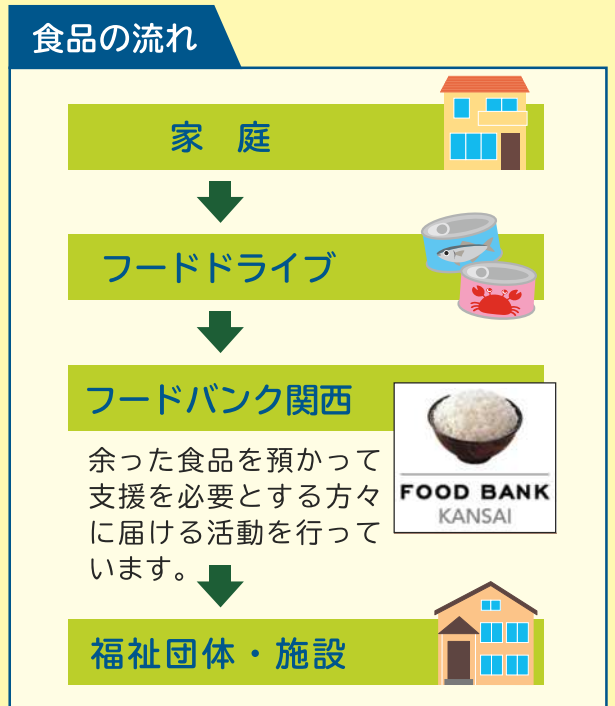 食品の流れ
家　庭
フードドライブ
フードバンク関西
余った食品を預かって
支援を必要とする方々
に届ける活動を行って
います。
FOOD BANK
KANSAI
福祉団体・施設